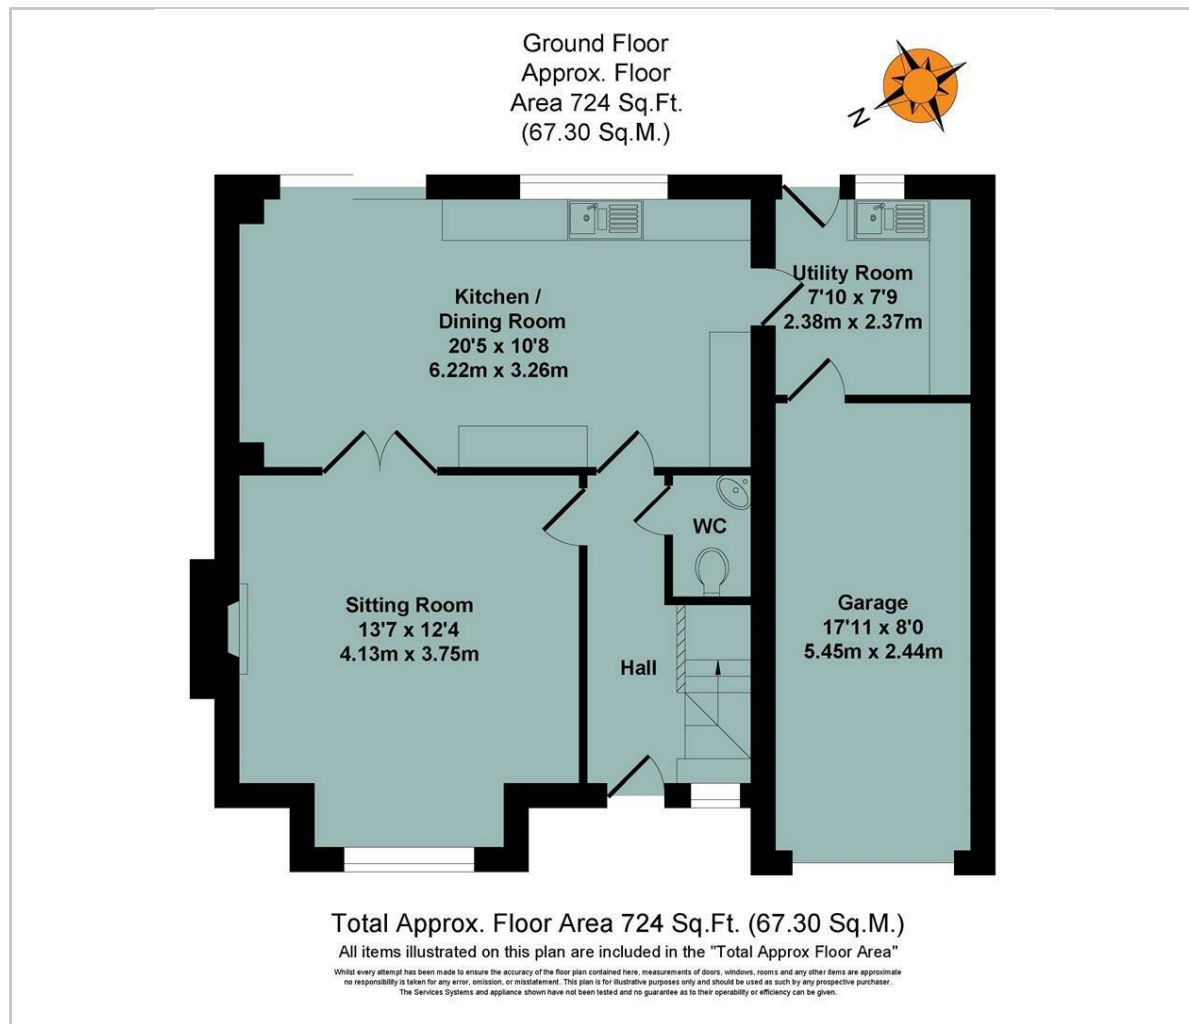 Ground Floor
Approx. Floor
Area 724 Sq.Ft.
(67.30 Sq.M.)
N
Kitchen /
Dining Room
20'5 x 10'8
6.22m x 3.26m
Utility Room
7'10 x 7'9
2.38m x 2.37m
WC
Sitting Room
13'7 x 12'4
4.13m x 3.75m
Hall
Garage
17'11 x 8'0
5.45m x 2.44m
Total Approx. Floor Area 724 Sq.Ft. (67.30 Sq.M.)
All items illustrated on this plan are included in the "Total Approx Floor Area"
Whilst every attempt has been made to ensure the accuracy of the floor plan contained here, measurements of doors, windows, rooms and any other items are approximate
no responsibility is taken for any error, omission, or misstatement. This plan is for illustrative purposes only and should be used as such by any prospective purchaser.
The Services Systems and appliance shown have not been tested and no guarantee as to their operability or efficiency can be given.